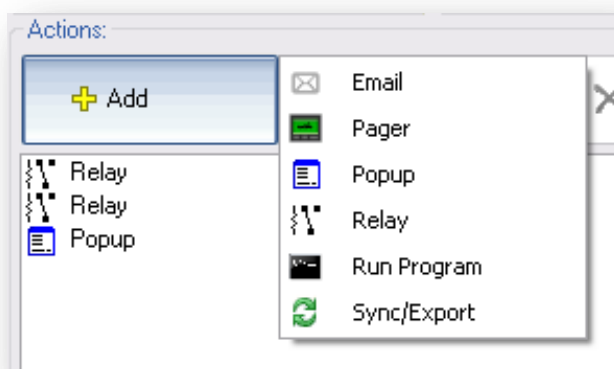 Actions:
Add
Email
Pager
Popup
Relay
Run Program
Sync/Export
Relay
Relay
Popup